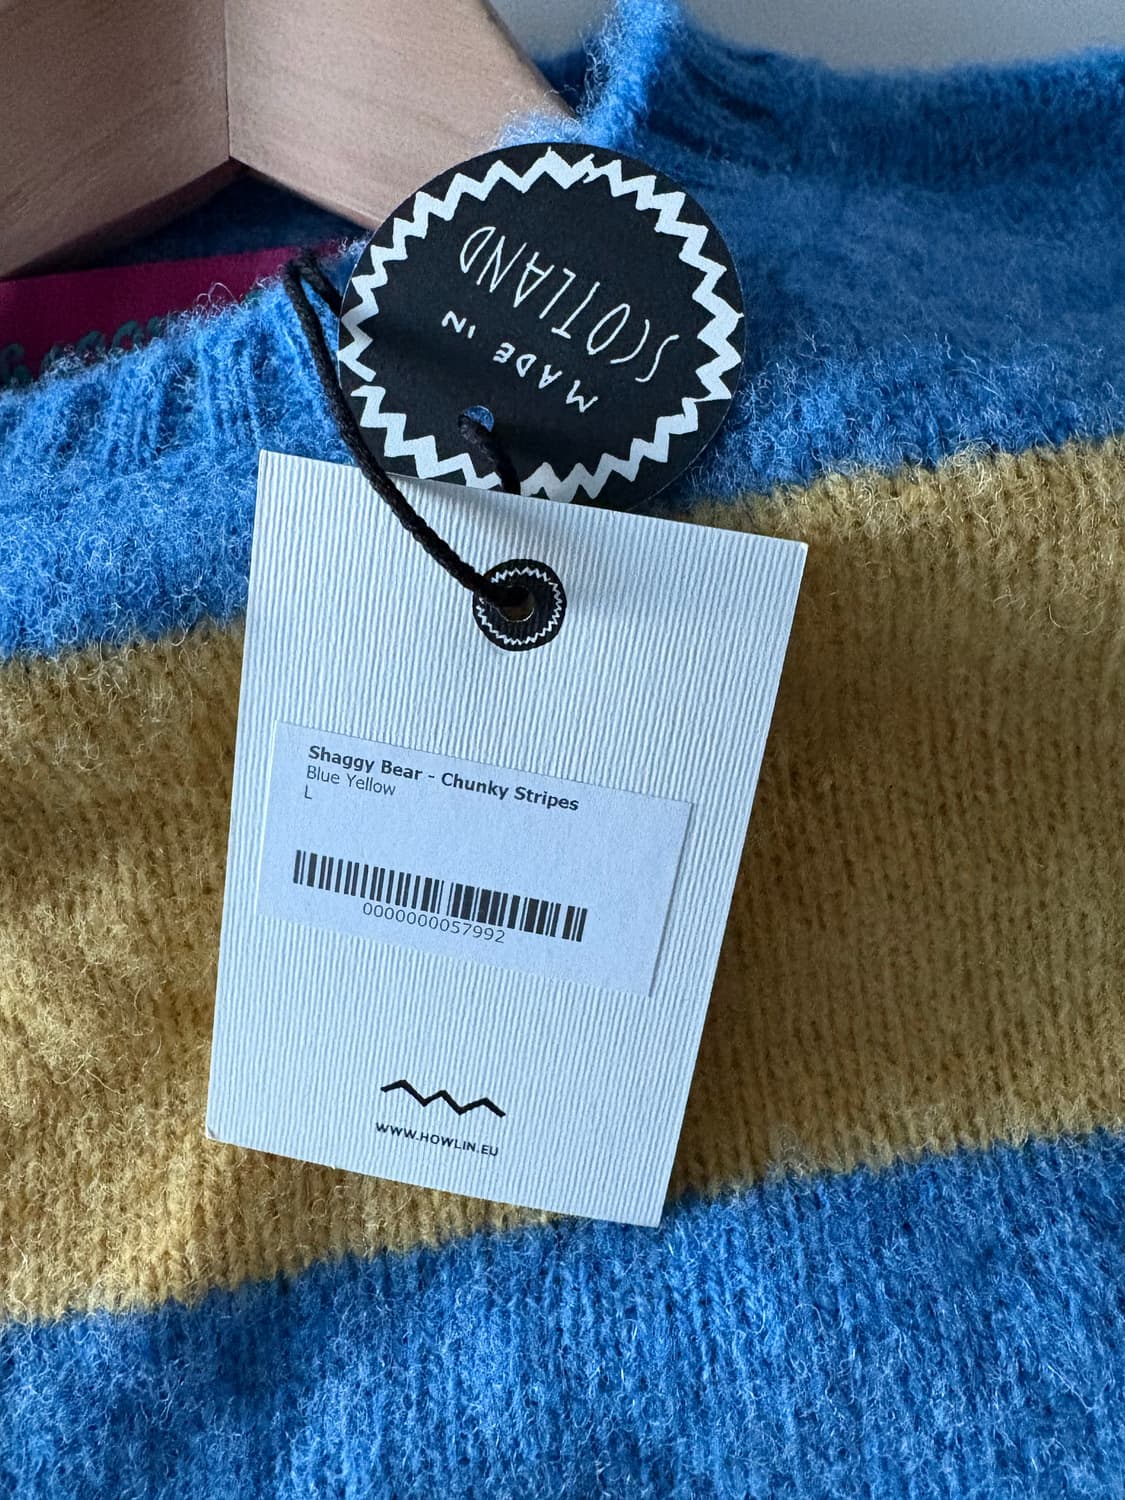 MADE IN
SCOTLAND
Shaggy Bear - Chunky Stripes
Blue Yellow
L
0000000057992
WWW.HOWLIN.EU